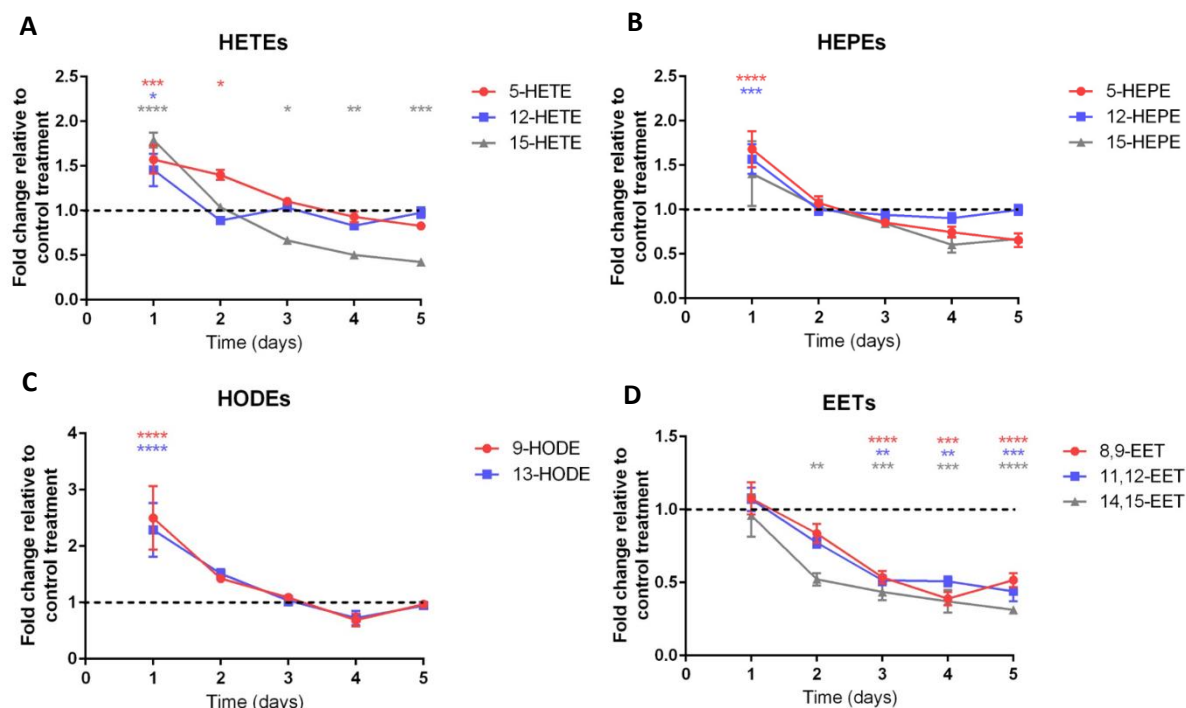 A
HETEs
Fold change relative to
control treatment
2.5
2.0
1.5
1.0
0.5
0.0
***
*
****
*
*
**
***
0 1 2 3 4 5
Time (days)
5-HETE
12-HETE
15-HETE
B
HEPEs
Fold change relative to
control treatment
2.5
2.0
1.5
1.0
0.5
0.0
****
***
0 1 2 3 4 5
Time (days)
5-HEPE
12-HEPE
15-HEPE
C
HODEs
Fold change relative to
control treatment
4
3
2
1
0
****
****
0 1 2 3 4 5
Time (days)
9-HODE
13-HODE
D
EETs
Fold change relative to
control treatment
1.5
1.0
0.5
0.0
**** *** ****
** ** ***
** *** *** ****
0 1 2 3 4 5
Time (days)
8,9-EET
11,12-EET
14,15-EET